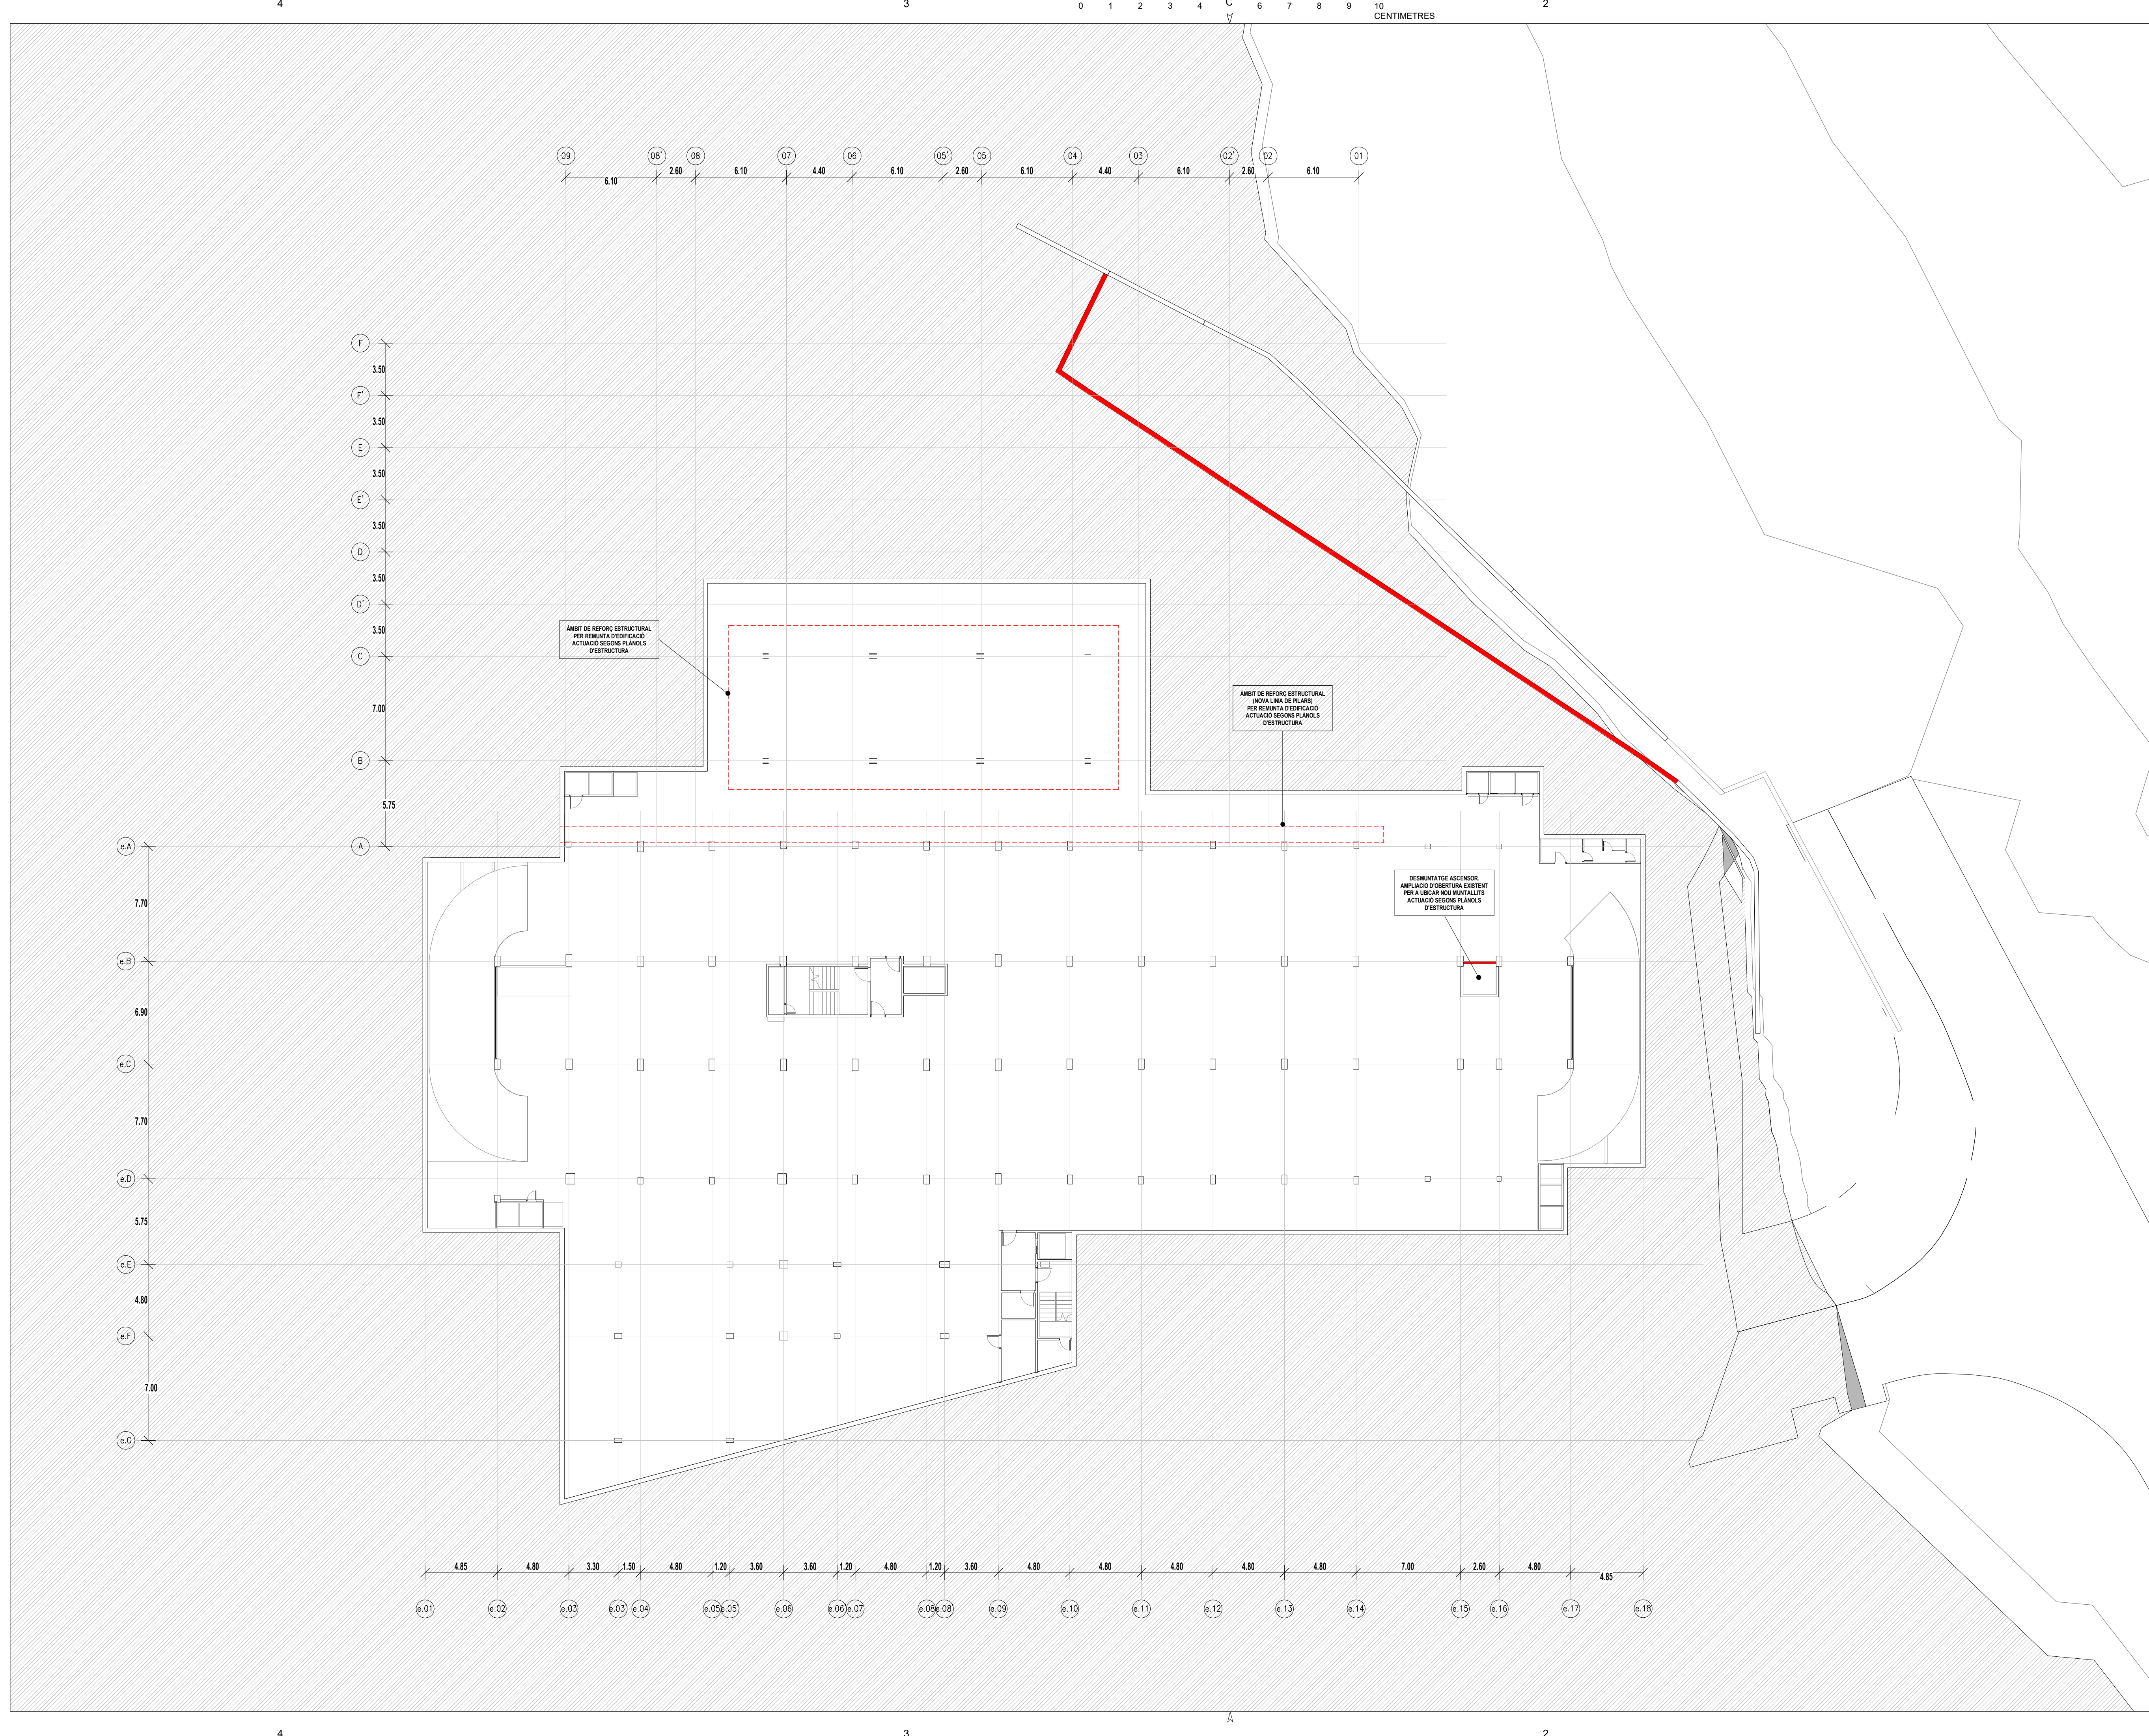 4 3 C 2
0 1 2 3 4 6 7 8 9 10
CENTIMETRES
09 08' 08 07 06 05' 05 04 03 02' 02 01
6.10 2.60 6.10 4.40 6.10 2.60 6.10 4.40 6.10 2.60 6.10
F
3.50
F'
3.50
E
3.50
E'
3.50
D
3.50
D'
3.50
C
7.00
B
5.75
A
ÀMBIT DE REFORÇ ESTRUCTURAL
PER REMUNTA D'EDIFICACIÓ
ACTUACIÓ SEGONS PLÀNOLS
D'ESTRUCTURA
ÀMBIT DE REFORÇ ESTRUCTURAL
(NOVA LINIA DE PILARS)
PER REMUNTA D'EDIFICACIÓ
ACTUACIÓ SEGONS PLÀNOLS
D'ESTRUCTURA
DESMUNTATGE ASCENSOR.
AMPLIACIO D'OBERTURA EXISTENT
PER A UBICAR NOU MUNTALLITS
ACTUACIÓ SEGONS PLÀNOLS
D'ESTRUCTURA
e.A
7.70
e.B
6.90
e.C
7.70
e.D
5.75
e.E
4.80
e.F
7.00
e.G
4.85 4.80 3.30 1.50 4.80 1.20 3.60 3.60 1.20 4.80 1.20 3.60 4.80 4.80 4.80 4.80 4.80 7.00 2.60 4.80 4.85
e.01 e.02 e.03 e.03' e.04 e.05 e.05' e.06 e.06' e.07 e.08 e.08' e.09 e.10 e.11 e.12 e.13 e.14 e.15 e.16 e.17 e.18
4 3 2